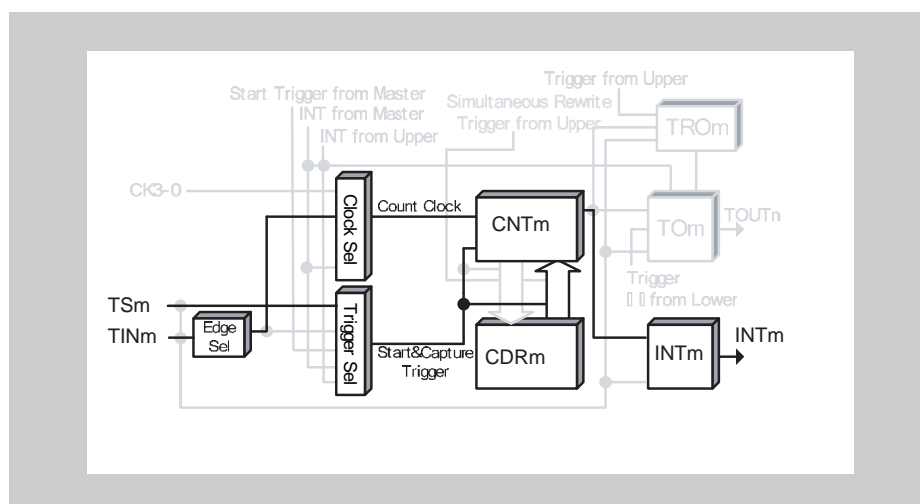 Trigger from Upper
Start Trigger from Master
Simultaneous Rewrite
INT from Master
Trigger from Upper
INT from Upper
TROm
CK3-0
Clock Sel
Count Clock
CNTm
TOm
TOUTn
Trigger
from Lower
TSm
TINm
Edge
Sel
Trigger Sel
Start&Capture
Trigger
CDRm
INTm
INTm